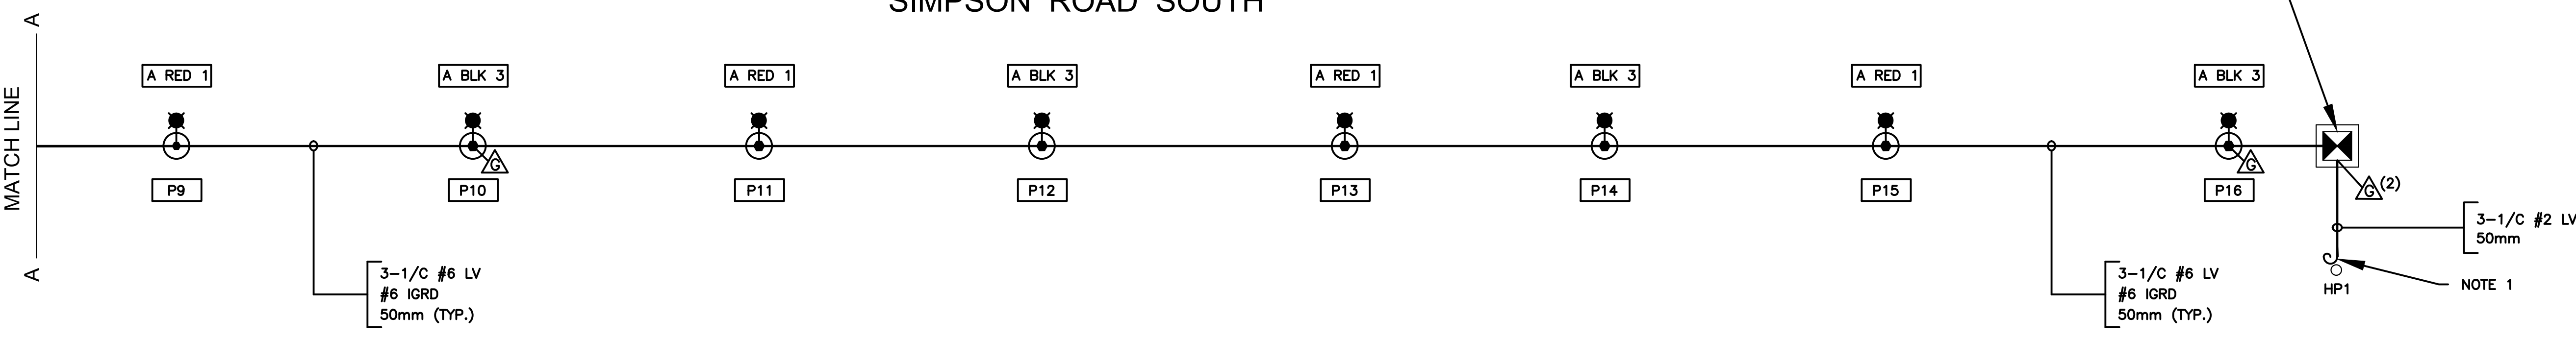 SIMPSON ROAD SOUTH
A
MATCH LINE
A
A RED 1
A BLK 3
A RED 1
A BLK 3
A RED 1
A BLK 3
A RED 1
A BLK 3
G
G
G (2)
P9
P10
P11
P12
P13
P14
P15
P16
3-1/C #6 LV
#6 IGRD
50mm (TYP.)
3-1/C #6 LV
#6 IGRD
50mm (TYP.)
3-1/C #2 LV
50mm
HP1
NOTE 1